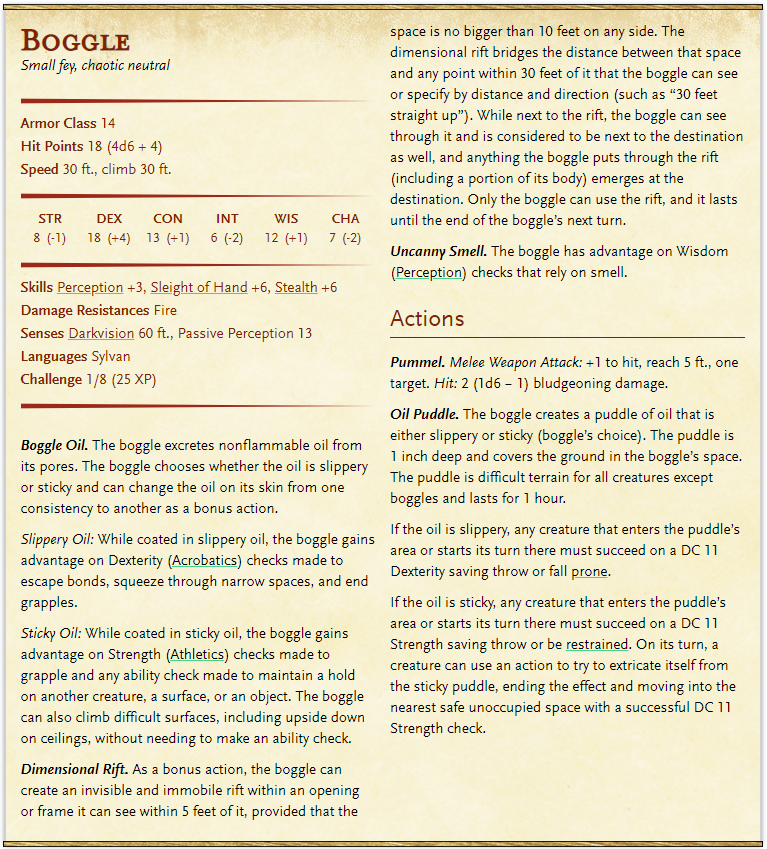 Boggle
Small fey, chaotic neutral
Armor Class 14
Hit Points 18 (4d6 + 4)
Speed 30 ft., climb 30 ft.
STR DEX CON INT WIS CHA
8 (-1) 18 (+4) 13 (+1) 6 (-2) 12 (+1) 7 (-2)
Skills Perception +3, Sleight of Hand +6, Stealth +6
Damage Resistances Fire
Senses Darkvision 60 ft., Passive Perception 13
Languages Sylvan
Challenge 1/8 (25 XP)
Boggle Oil. The boggle excretes nonflammable oil from
its pores. The boggle chooses whether the oil is slippery
or sticky and can change the oil on its skin from one
consistency to another as a bonus action.
Slippery Oil: While coated in slippery oil, the boggle gains
advantage on Dexterity (Acrobatics) checks made to
escape bonds, squeeze through narrow spaces, and end
grapples.
Sticky Oil: While coated in sticky oil, the boggle gains
advantage on Strength (Athletics) checks made to
grapple and any ability check made to maintain a hold
on another creature, a surface, or an object. The boggle
can also climb difficult surfaces, including upside down
on ceilings, without needing to make an ability check.
Dimensional Rift. As a bonus action, the boggle can
create an invisible and immobile rift within an opening
or frame it can see within 5 feet of it, provided that the
space is no bigger than 10 feet on any side. The
dimensional rift bridges the distance between that space
and any point within 30 feet of it that the boggle can see
or specify by distance and direction (such as “30 feet
straight up”). While next to the rift, the boggle can see
through it and is considered to be next to the destination
as well, and anything the boggle puts through the rift
(including a portion of its body) emerges at the
destination. Only the boggle can use the rift, and it lasts
until the end of the boggle’s next turn.
Uncanny Smell. The boggle has advantage on Wisdom
(Perception) checks that rely on smell.
Actions
Pummel. Melee Weapon Attack: +1 to hit, reach 5 ft., one
target. Hit: 2 (1d6 – 1) bludgeoning damage.
Oil Puddle. The boggle creates a puddle of oil that is
either slippery or sticky (boggle’s choice). The puddle is
1 inch deep and covers the ground in the boggle’s space.
The puddle is difficult terrain for all creatures except
boggles and lasts for 1 hour.
If the oil is slippery, any creature that enters the puddle’s
area or starts its turn there must succeed on a DC 11
Dexterity saving throw or fall prone.
If the oil is sticky, any creature that enters the puddle’s
area or starts its turn there must succeed on a DC 11
Strength saving throw or be restrained. On its turn, a
creature can use an action to try to extricate itself from
the sticky puddle, ending the effect and moving into the
nearest safe unoccupied space with a successful DC 11
Strength check.